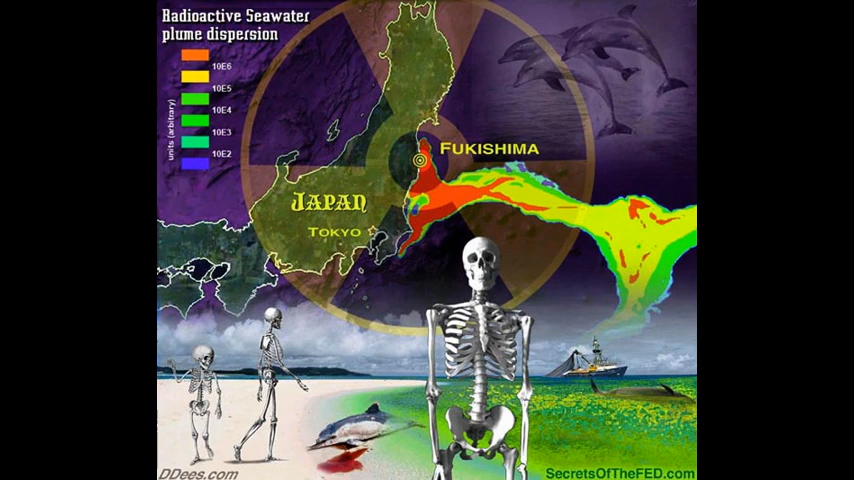 Radioactive Seawater
plume dispersion
10E6
10E5
10E4
10E3
10E2
units (arbitrary)
FUKISHIMA
JAPAN
TOKYO
DDees.com
SecretsOfTheFED.com